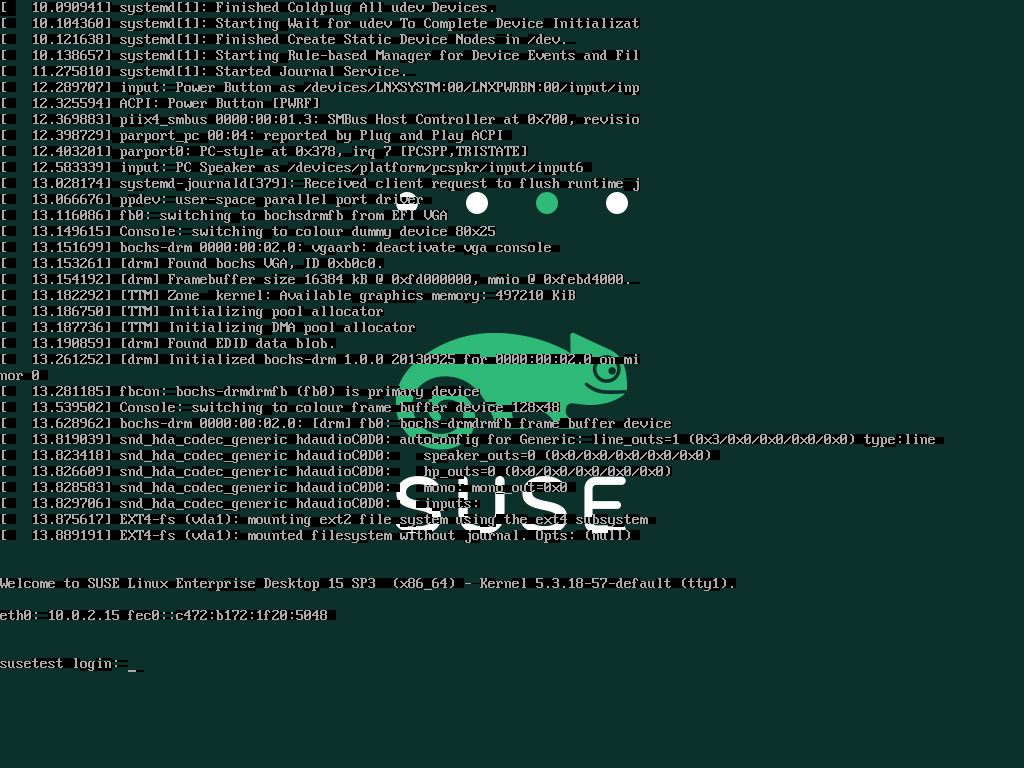 [   10.090941] systemd[1]: Finished Coldplug All udev Devices.
[   10.104360] systemd[1]: Starting Wait for udev To Complete Device Initializat
[   10.121638] systemd[1]: Finished Create Static Device Nodes in /dev.
[   10.138657] systemd[1]: Starting Rule-based Manager for Device Events and Fil
[   11.275810] systemd[1]: Started Journal Service.
[   12.289707] input: Power Button as /devices/LNXSYSTM:00/LNXPWRBN:00/input/inp
[   12.325594] ACPI: Power Button [PWRF]
[   12.369883] piix4_smbus 0000:00:01.3: SMBus Host Controller at 0x700, revisio
[   12.398729] parport_pc 00:04: reported by Plug and Play ACPI
[   12.403201] parport0: PC-style at 0x378, irq 7 [PCSPP,TRISTATE]
[   12.583339] input: PC Speaker as /devices/platform/pcspkr/input/input6
[   13.028174] systemd-journald[379]: Received client request to flush runtime j
[   13.066676] ppdev: user-space parallel port driver
[   13.116086] fb0: switching to bochsdrmfb from EFI VGA
[   13.149615] Console: switching to colour dummy device 80x25
[   13.151699] bochs-drm 0000:00:02.0: vgaarb: deactivate vga console
[   13.153261] [drm] Found bochs VGA, ID 0xb0c0.
[   13.154192] [drm] Framebuffer size 16384 kB @ 0xfd000000, mmio @ 0xfebd4000.
[   13.182292] [TTM] Zone  kernel: Available graphics memory: 497210 KiB
[   13.186750] [TTM] Initializing pool allocator
[   13.187736] [TTM] Initializing DMA pool allocator
[   13.190859] [drm] Found EDID data blob.
[   13.261252] [drm] Initialized bochs-drm 1.0.0 20130925 for 0000:00:02.0 on mi
nor 0
[   13.281185] fbcon: bochs-drmdrmfb (fb0) is primary device
[   13.539502] Console: switching to colour frame buffer device 128x48
[   13.628962] bochs-drm 0000:00:02.0: [drm] fb0: bochs-drmdrmfb frame buffer device
[   13.819039] snd_hda_codec_generic hdaudioC0D0: autoconfig for Generic: line_outs=1 (0x3/0x0/0x0/0x0/0x0) type:line
[   13.823418] snd_hda_codec_generic hdaudioC0D0:    speaker_outs=0 (0x0/0x0/0x0/0x0/0x0)
[   13.826609] snd_hda_codec_generic hdaudioC0D0:    hp_outs=0 (0x0/0x0/0x0/0x0/0x0)
[   13.828583] snd_hda_codec_generic hdaudioC0D0:    mono: mono_out=0x0
[   13.829706] snd_hda_codec_generic hdaudioC0D0:    inputs:
SUSE
[   13.875617] EXT4-fs (vda1): mounting ext2 file system using the ext4 subsystem
[   13.889191] EXT4-fs (vda1): mounted filesystem without journal. Opts: (null)
Welcome to SUSE Linux Enterprise Desktop 15 SP3  (x86_64) - Kernel 5.3.18-57-default (tty1).
eth0: 10.0.2.15 fec0::c472:b172:1f20:5048
susetest login: _